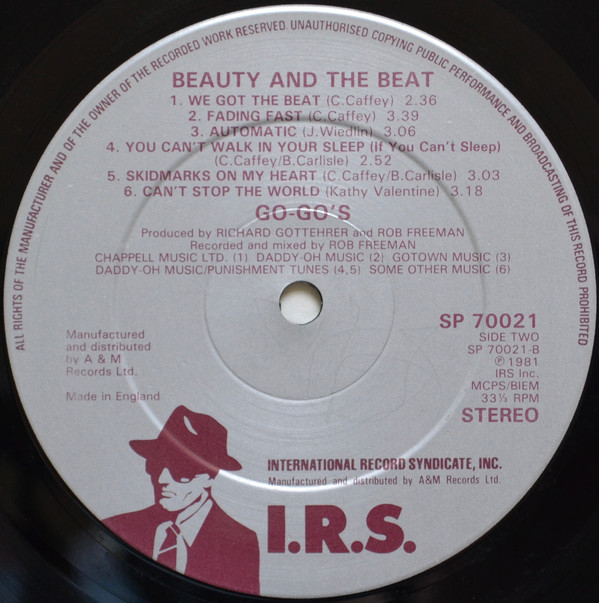 ALL RIGHTS OF THE MANUFACTURER AND OF THE OWNER OF THE RECORDED WORK RESERVED. UNAUTHORISED COPYING PUBLIC PERFORMANCE AND BROADCASTING OF THIS RECORD PROHIBITED
BEAUTY AND THE BEAT
1. WE GOT THE BEAT (C.Caffey) 2.36
2. FADING FAST (C.Caffey) 3.39
3. AUTOMATIC (J.Wiedlin) 3.06
4. YOU CAN'T WALK IN YOUR SLEEP (If You Can't Sleep)
(C.Caffey/B.Carlisle) 2.52
5. SKIDMARKS ON MY HEART (C.Caffey/B.Carlisle) 3.03
6. CAN'T STOP THE WORLD (Kathy Valentine) 3.18
GO-GO'S
Produced by RICHARD GOTTEHRER and ROB FREEMAN
Recorded and mixed by ROB FREEMAN
CHAPPELL MUSIC LTD. (1) DADDY-OH MUSIC (2) GOTOWN MUSIC (3)
DADDY-OH MUSIC/PUNISHMENT TUNES (4,5) SOME OTHER MUSIC (6)
Manufactured
and distributed
by A & M
Records Ltd.
Made in England
SP 70021
SIDE TWO
SP 70021-B
℗ 1981
IRS Inc.
MCPS/BIEM
33⅓ RPM
STEREO
INTERNATIONAL RECORD SYNDICATE, INC.
Manufactured and distributed by A&M Records Ltd.
I.R.S.